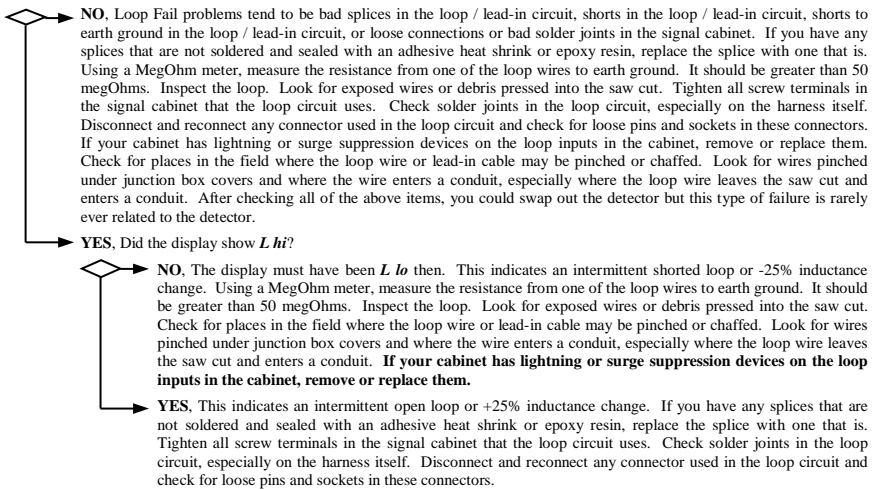 NO, Loop Fail problems tend to be bad splices in the loop / lead-in circuit, shorts in the loop / lead-in circuit, shorts to
earth ground in the loop / lead-in circuit, or loose connections or bad solder joints in the signal cabinet. If you have any
splices that are not soldered and sealed with an adhesive heat shrink or epoxy resin, replace the splice with one that is.
Using a MegOhm meter, measure the resistance from one of the loop wires to earth ground. It should be greater than 50
megOhms. Inspect the loop. Look for exposed wires or debris pressed into the saw cut. Tighten all screw terminals in
the signal cabinet that the loop circuit uses. Check solder joints in the loop circuit, especially on the harness itself.
Disconnect and reconnect any connector used in the loop circuit and check for loose pins and sockets in these connectors.
If your cabinet has lightning or surge suppression devices on the loop inputs in the cabinet, remove or replace them.
Check for places in the field where the loop wire or lead-in cable may be pinched or chaffed. Look for wires pinched
under junction box covers and where the wire enters a conduit, especially where the loop wire leaves the saw cut and
enters a conduit. After checking all of the above items, you could swap out the detector but this type of failure is rarely
ever related to the detector.
YES, Did the display show L hi?
NO, The display must have been L lo then. This indicates an intermittent shorted loop or -25% inductance
change. Using a MegOhm meter, measure the resistance from one of the loop wires to earth ground. It should
be greater than 50 megOhms. Inspect the loop. Look for exposed wires or debris pressed into the saw cut.
Check for places in the field where the loop wire or lead-in cable may be pinched or chaffed. Look for wires
pinched under junction box covers and where the wire enters a conduit, especially where the loop wire leaves
the saw cut and enters a conduit. If your cabinet has lightning or surge suppression devices on the loop
inputs in the cabinet, remove or replace them.
YES, This indicates an intermittent open loop or +25% inductance change. If you have any splices that are
not soldered and sealed with an adhesive heat shrink or epoxy resin, replace the splice with one that is.
Tighten all screw terminals in the signal cabinet that the loop circuit uses. Check solder joints in the loop
circuit, especially on the harness itself. Disconnect and reconnect any connector used in the loop circuit and
check for loose pins and sockets in these connectors.